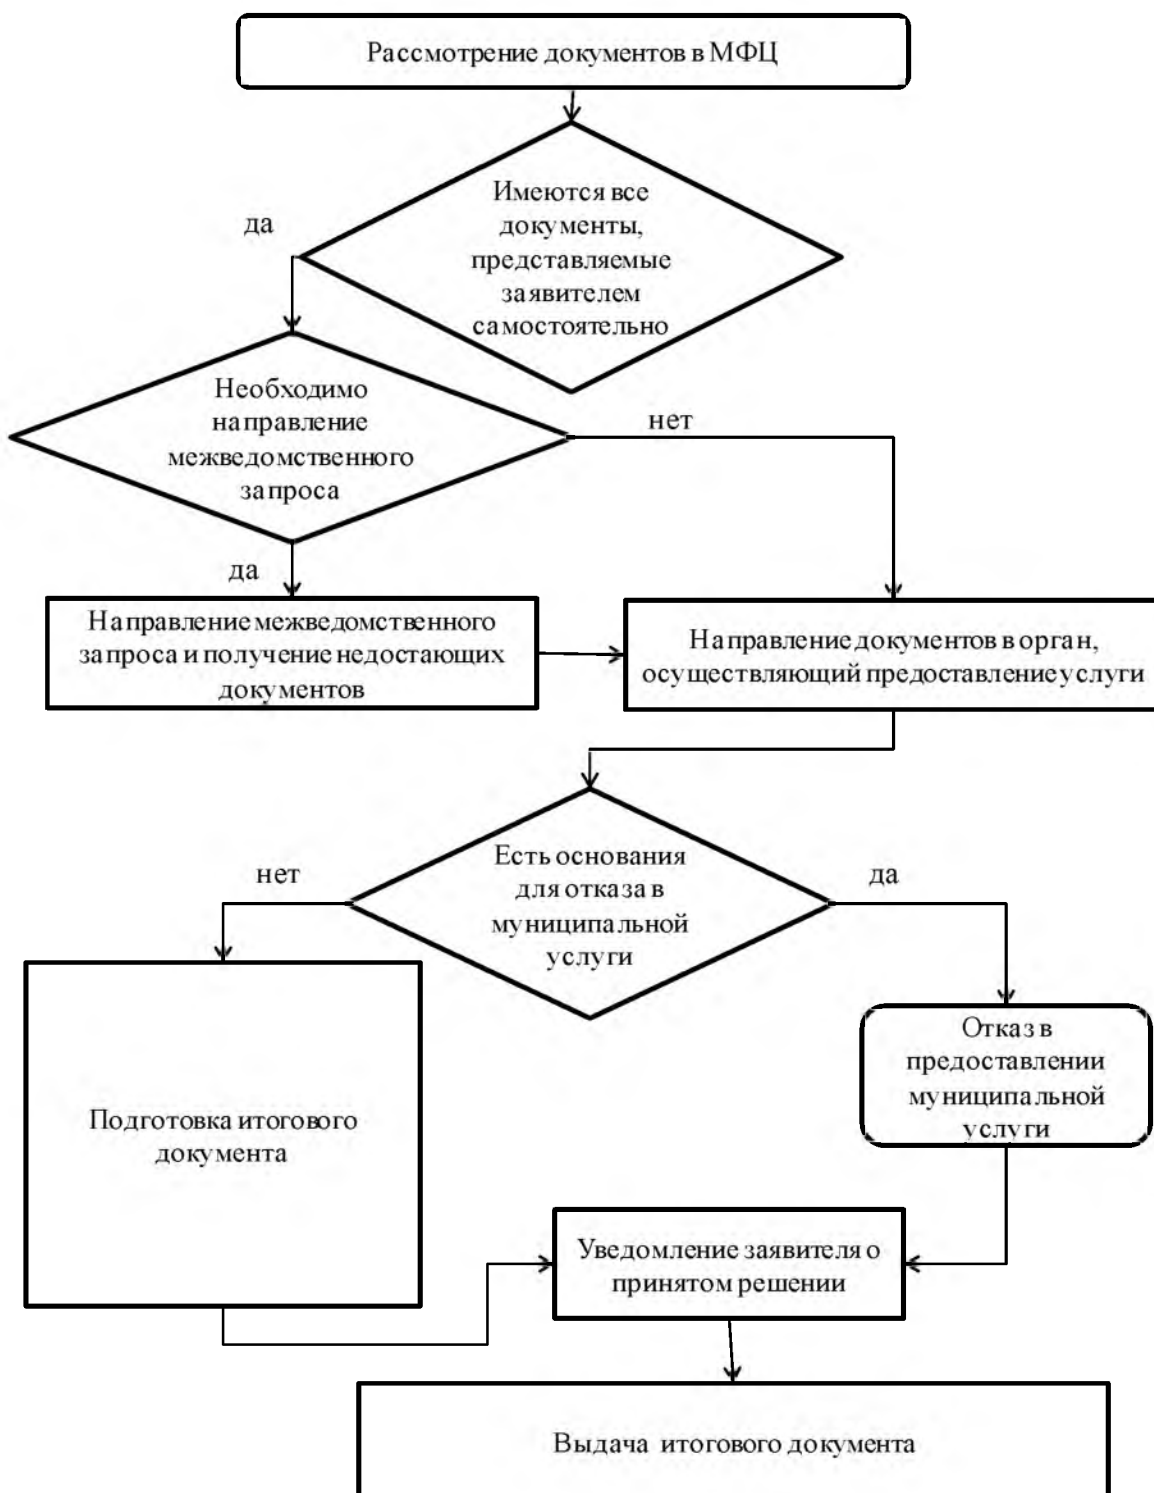 Рассмотрение документов в МФЦ
Имеются все
документы,
представляемые
заявителем
самостоятельно
да
Необходимо
направление
межведомственного
запроса
нет
да
Направление межведомственного
запроса и получение недостающих
документов
Направление документов в орган,
осуществляющий предоставление услуги
Есть основания
для отказа в
муниципальной
услуги
нет
да
Отказ в
предоставлении
муниципальной
услуги
Подготовка итогового
документа
Уведомление заявителя о
принятом решении
Выдача итогового документа